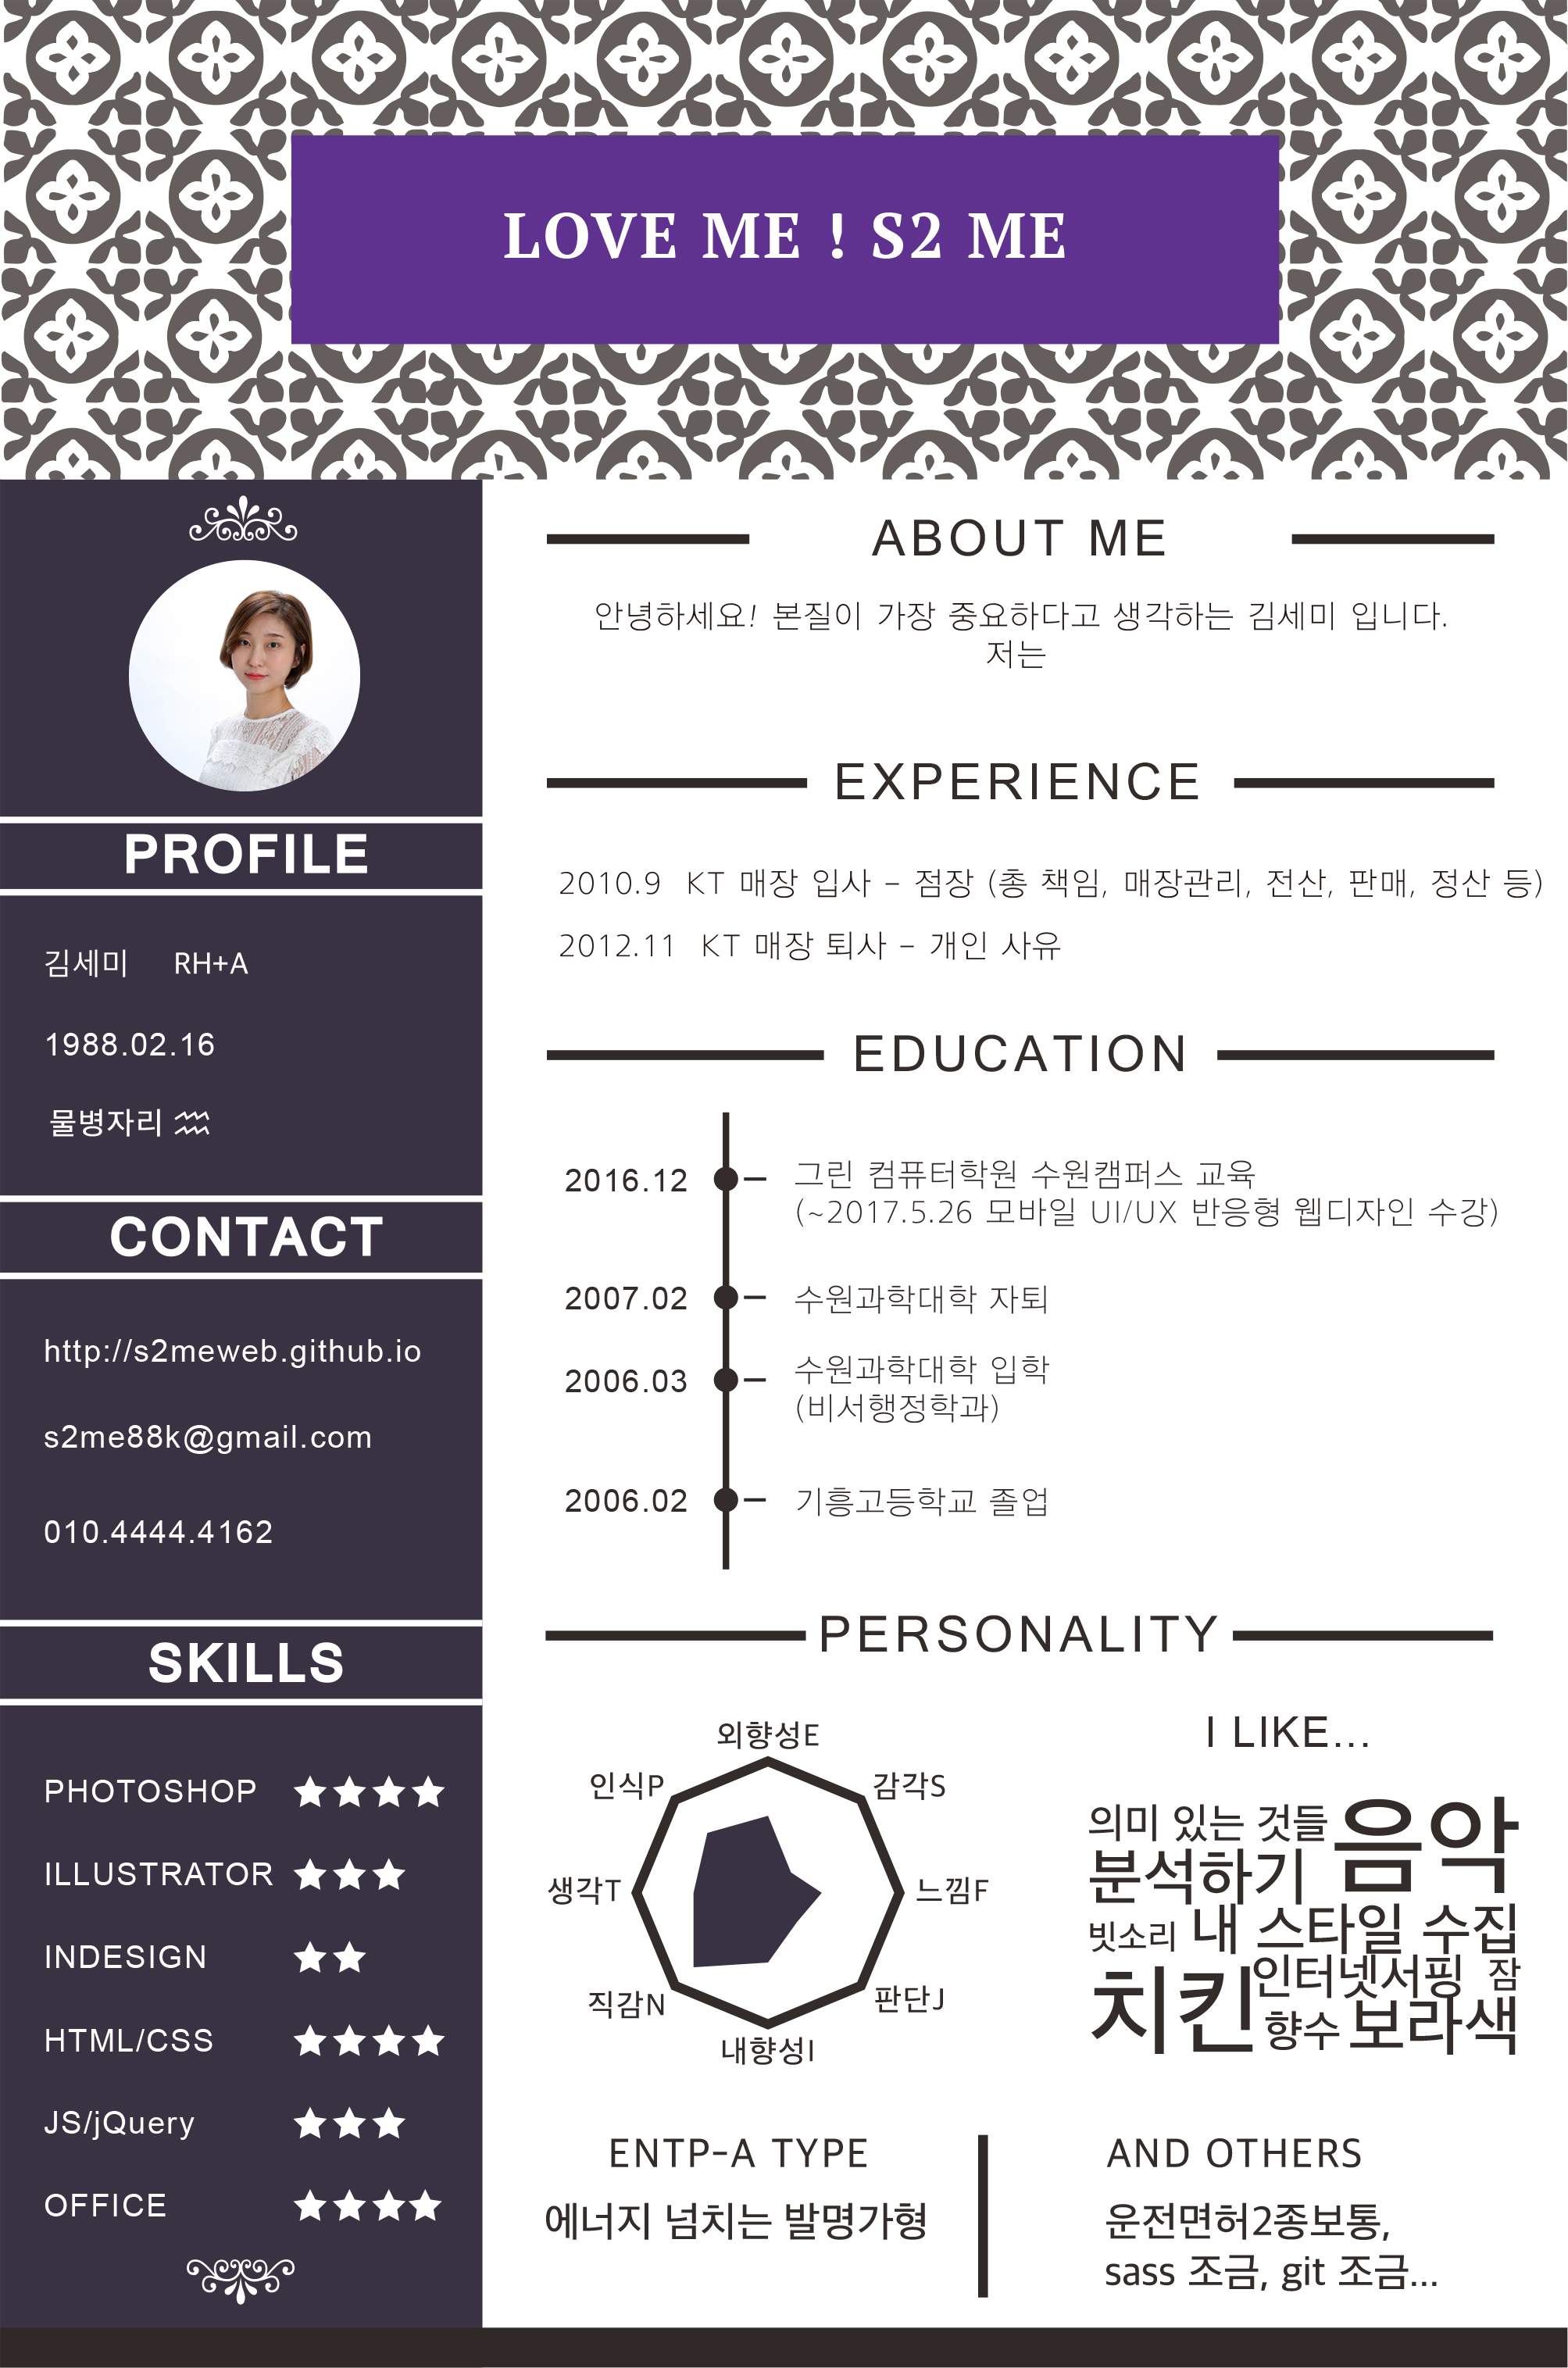 LOVE ME ! S2 ME
PROFILE
김세미 RH+A
1988.02.16
물병자리 ♒
CONTACT
http://s2meweb.github.io
s2me88k@gmail.com
010.4444.4162
SKILLS
PHOTOSHOP ★★★★
ILLUSTRATOR ★★★
INDESIGN ★★
HTML/CSS ★★★★
JS/jQuery ★★★
OFFICE ★★★★
ABOUT ME
안녕하세요! 본질이 가장 중요하다고 생각하는 김세미 입니다.
저는
EXPERIENCE
2010.9 KT 매장 입사 – 점장 (총 책임, 매장관리, 전산, 판매, 정산 등)
2012.11 KT 매장 퇴사 – 개인 사유
EDUCATION
2016.12 그린 컴퓨터학원 수원캠퍼스 교육
(~2017.5.26 모바일 UI/UX 반응형 웹디자인 수강)
2007.02 수원과학대학 자퇴
2006.03 수원과학대학 입학
(비서행정학과)
2006.02 기흥고등학교 졸업
PERSONALITY
외향성E
인식P
감각S
생각T
느낌F
직감N
판단J
내향성I
I LIKE...
의미 있는 것들 음악
분석하기
빗소리 내 스타일 수집
치킨 인터넷서핑 잠
향수 보라색
ENTP-A TYPE
에너지 넘치는 발명가형
AND OTHERS
운전면허2종보통,
sass 조금, git 조금...